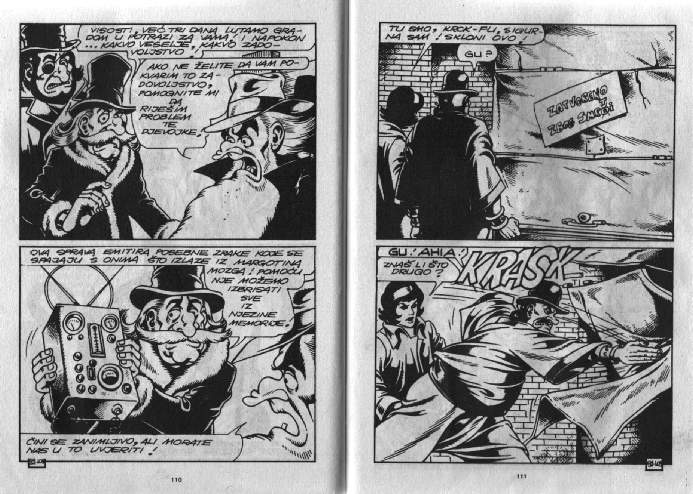 VISOSTI, VEĆ TRI DANA LUTAMO GRA-
DOM U POTRAZI ZA VAMA! I NAPOKON
...KAKVO VESELJE, KAKVO ZADO-
VOLJSTVO!
AKO NE ŽELITE DA VAM PO-
KVARIM TO ZA-
DOVOLJSTVO,
POMOGNITE MI
DA
RIJEŠIM
PROBLEM
TE
DJEVOJKE.
OVA SPRAVA EMITIRA POSEBNE ZRAKE KOJE SE
SPAJAJU S ONIMA ŠTO IZLAZE IZ MARGOTINA
MOZGA! POMOĆU
NJE MOŽEMO
IZBRISATI
SVE
IZ
NJEZINE
MEMORIJE.
ČINI SE ZANIMLJIVO, ALI MORATE
NAS U TO UVJERITI!
110
TU SMO, KROK-FU, SIGUR-
NA SAM! SKLONI OVO!
GU?
ZATVORENO
ZBOG SMRTI
GU! AHIA!
ZNAŠ LI ŠTO
DRUGO?
KRASK
111